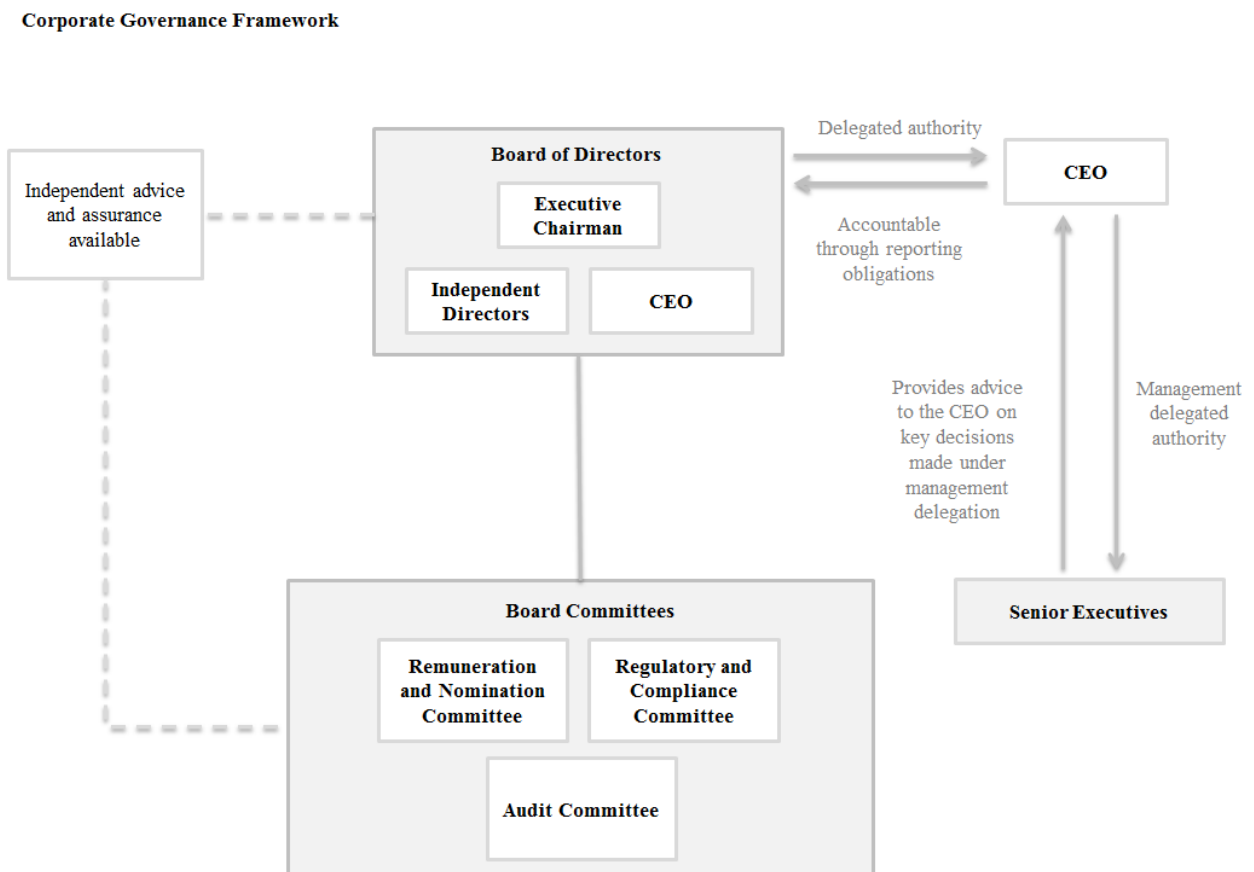 Corporate Governance Framework
Independent advice
and assurance
available
Board of Directors
Executive
Chairman
Independent
Directors
CEO
Delegated authority
Accountable
through reporting
obligations
CEO
Provides advice
to the CEO on
key decisions
made under
management
delegation
Management
delegated
authority
Senior Executives
Board Committees
Remuneration
and Nomination
Committee
Regulatory and
Compliance
Committee
Audit Committee